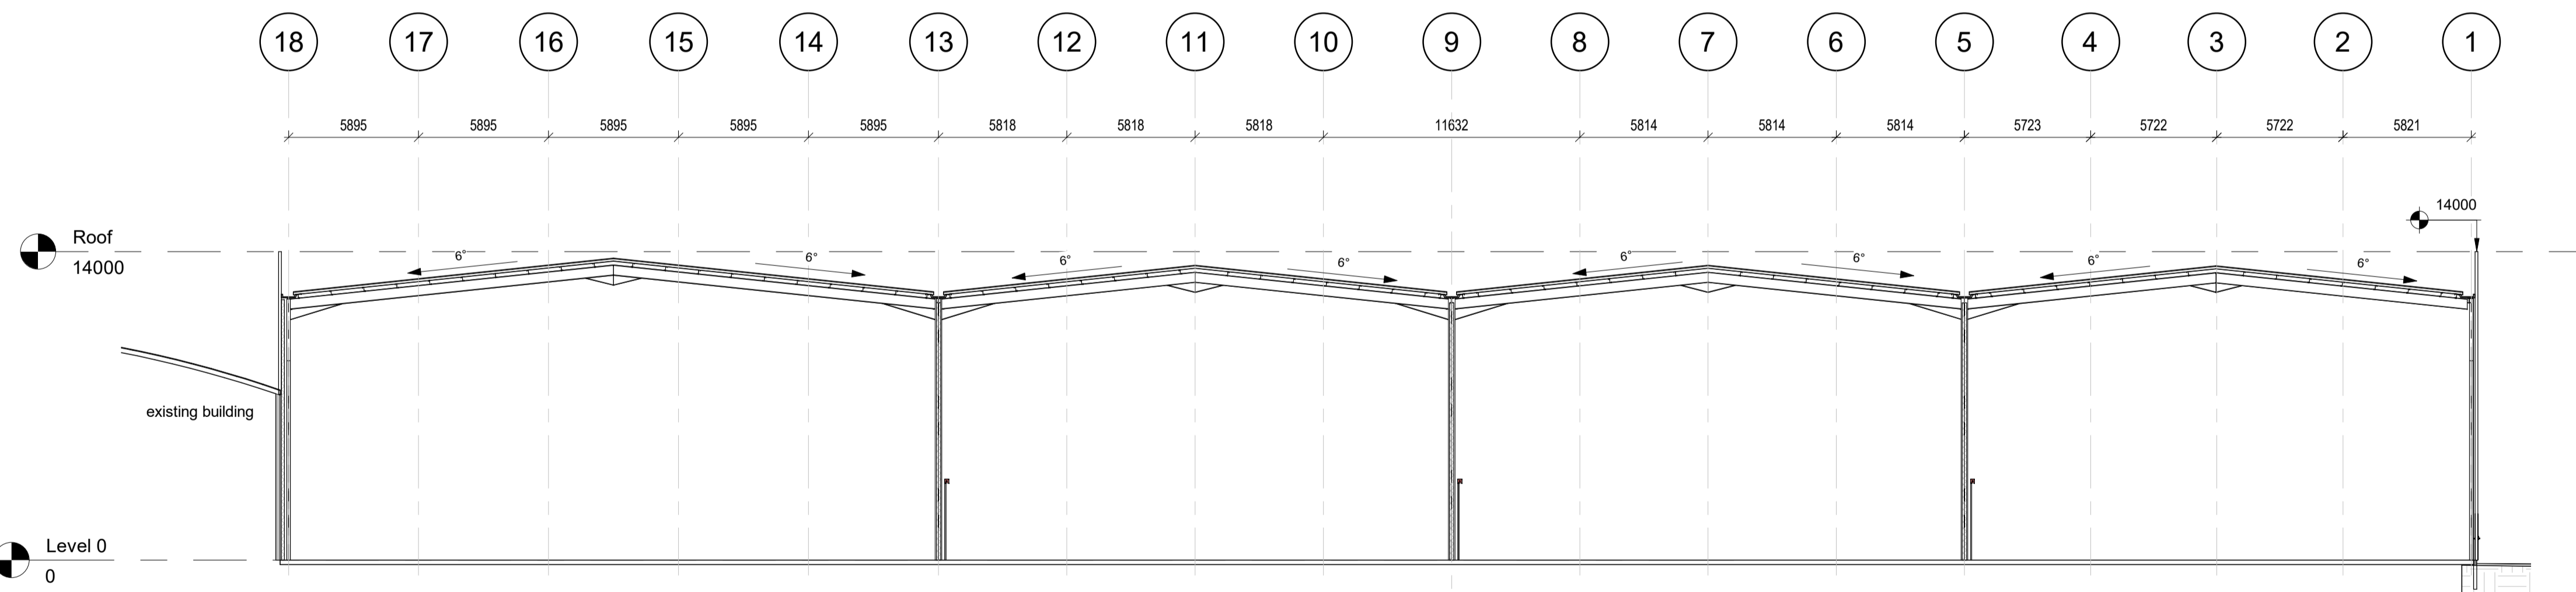 18 17 16 15 14 13 12 11 10 9 8 7 6 5 4 3 2 1
5895 5895 5895 5895 5895 5818 5818 5818 11632 5814 5814 5814 5723 5722 5722 5821
14000
Roof
14000
6° 6° 6° 6° 6° 6° 6° 6°
existing building
Level 0
0